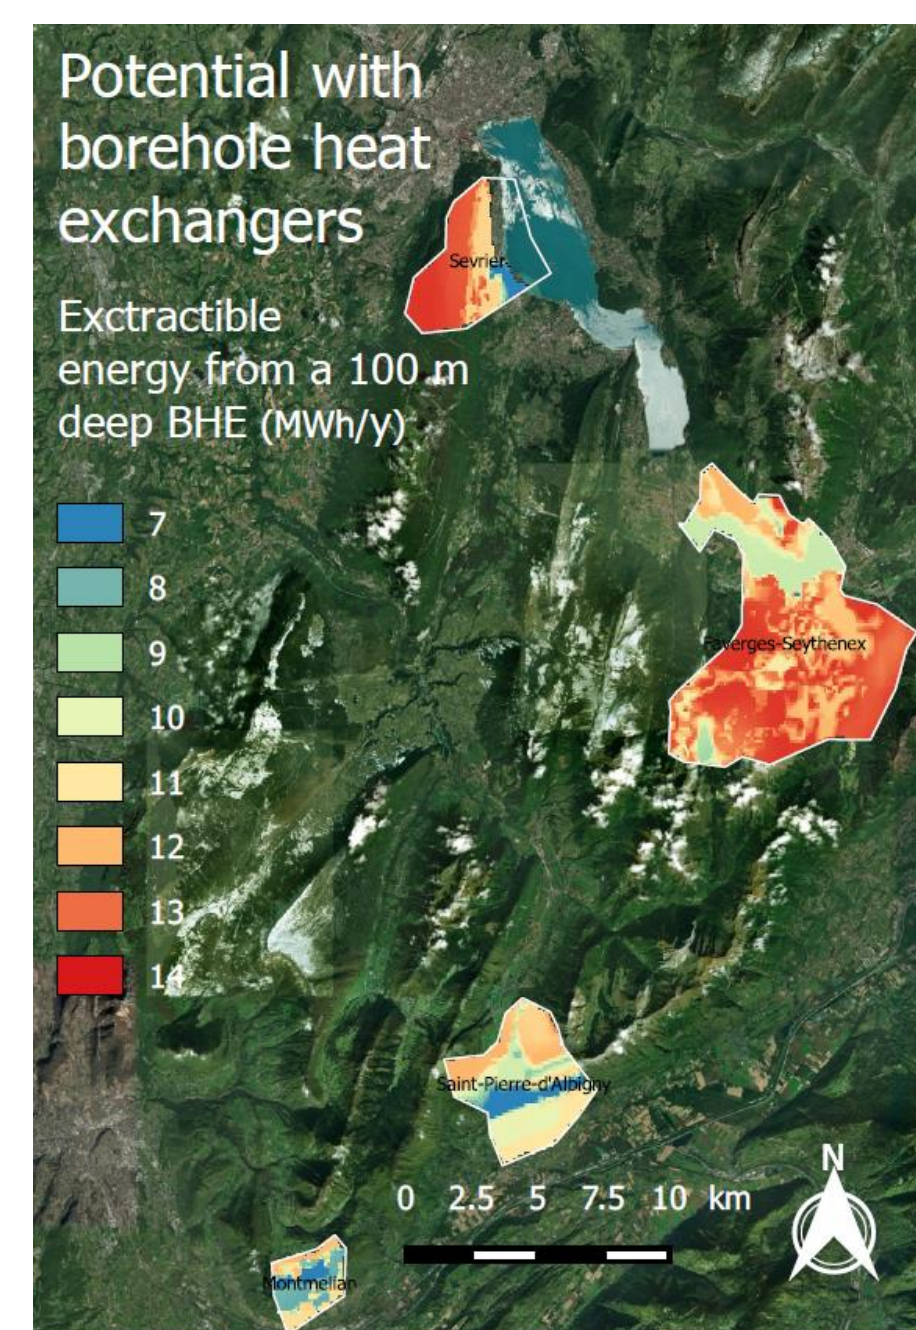 Potential with
borehole heat
exchangers
Sevrier
Exctractible
energy from a 100 m
deep BHE (MWh/y)
7
8
9
Faverges-Seythenex
10
11
12
13
14
Saint-Pierre-d'Albigny
N
0 2.5 5 7.5 10 km
Montmelian